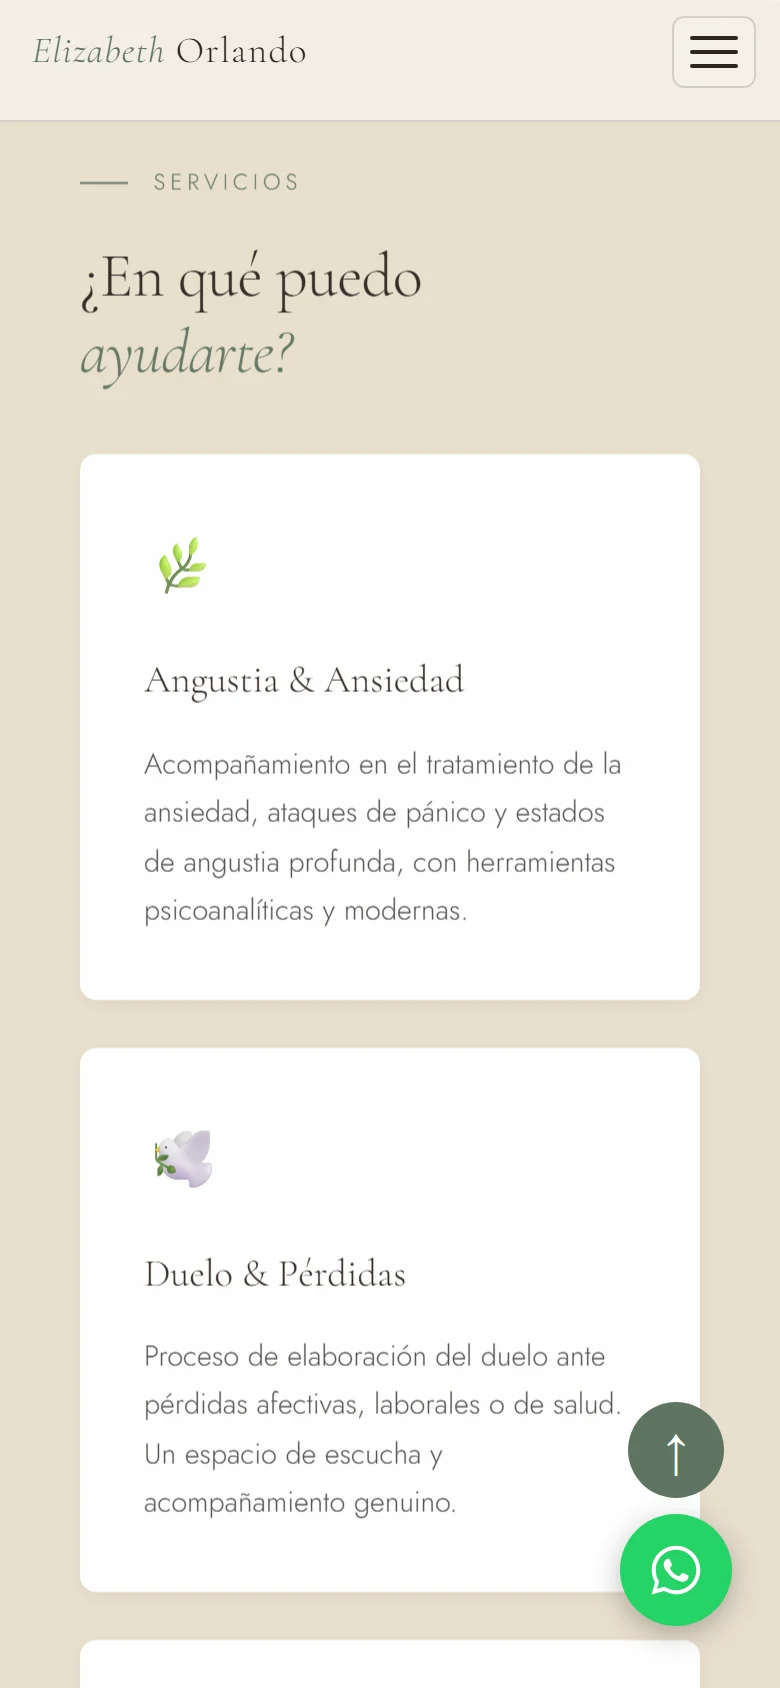 Elizabeth Orlando
SERVICIOS
¿En qué puedo
ayudarte?
Angustia & Ansiedad
Acompañamiento en el tratamiento de la
ansiedad, ataques de pánico y estados
de angustia profunda, con herramientas
psicoanalíticas y modernas.
Duelo & Pérdidas
Proceso de elaboración del duelo ante
pérdidas afectivas, laborales o de salud.
Un espacio de escucha y
acompañamiento genuino.
↑